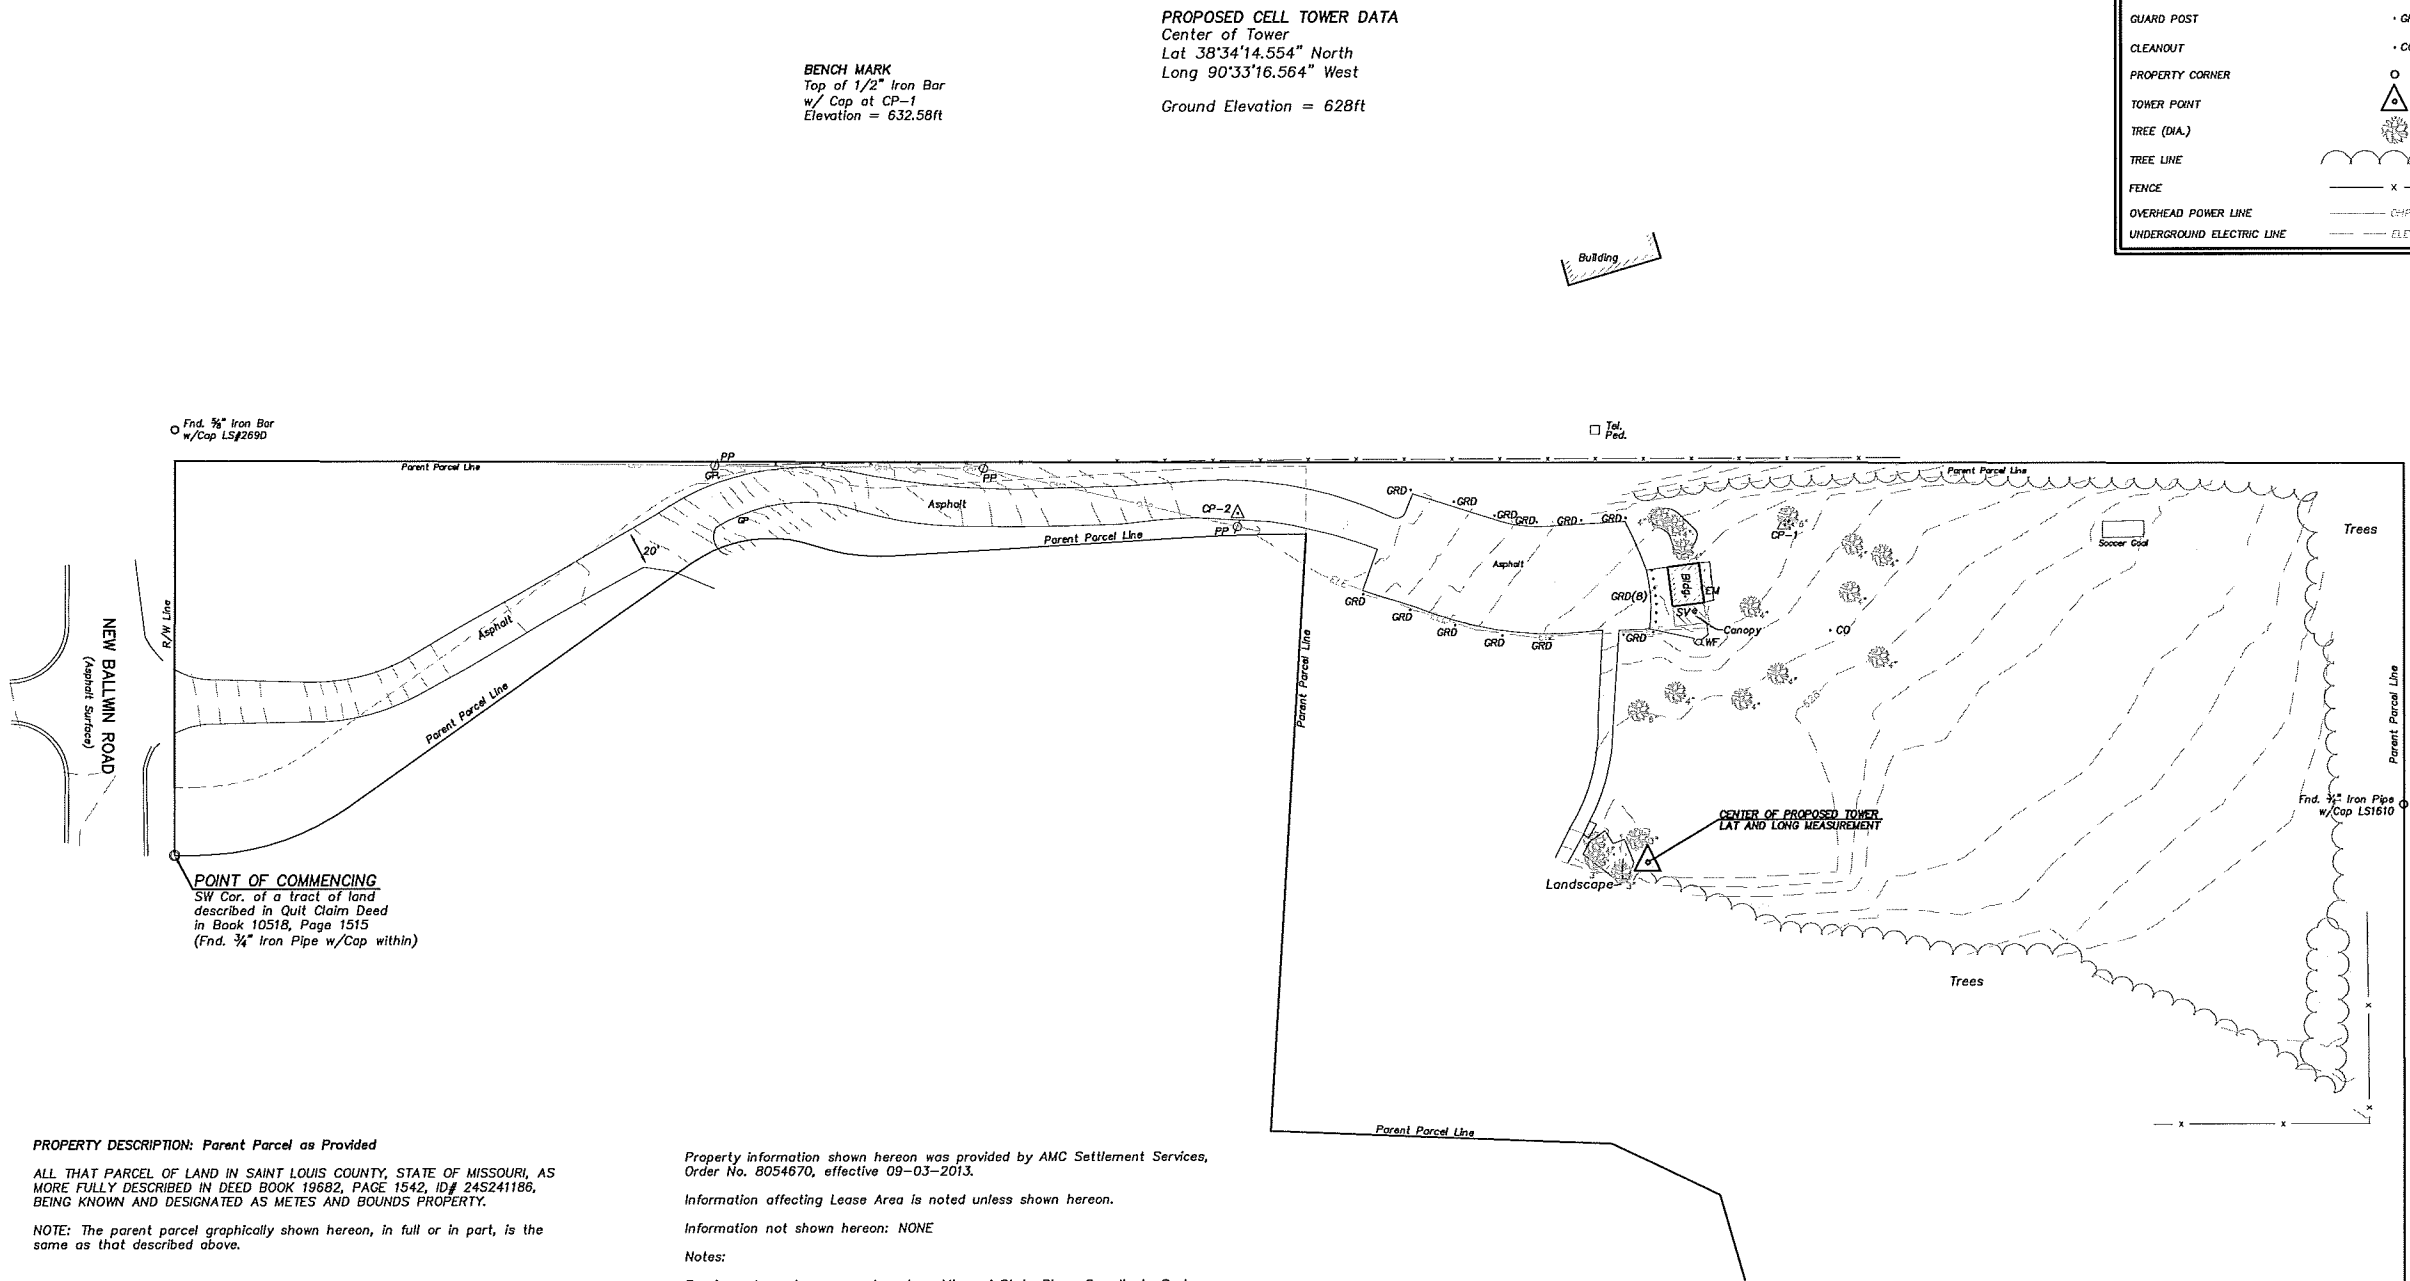 PROPOSED CELL TOWER DATA
Center of Tower
Lat 38°34'14.554" North
Long 90°33'16.564" West
Ground Elevation = 628ft
BENCH MARK
Top of 1/2" Iron Bar
w/ Cap at CP-1
Elevation = 632.58ft
GUARD POST
CLEANOUT
PROPERTY CORNER
TOWER POINT
TREE (DIA.)
TREE LINE
FENCE
OVERHEAD POWER LINE
UNDERGROUND ELECTRIC LINE
Building
Fnd. 5/8" Iron Bar
w/Cap LS#269D
Tel.
Ped.
Parent Parcel Line
PP
GP
PP
Parent Parcel Line
Asphalt
CP-2
PP
GP
Parent Parcel Line
20'
GRD
GRD
GRD
GRD
GRD
GRD
Asphalt
CP-1
Soccer Goal
Trees
Bldg.
EM
GRD(8)
SV
Canopy
WF
CO
ELE
GRD
GRD
GRD
GRD
GRD
GRD
R/W Line
NEW BALLWIN ROAD
(Asphalt Surface)
Asphalt
Parent Parcel Line
Parent Parcel Line
Parent Parcel Line
Fnd. 3/4" Iron Pipe
w/Cap LS1610
CENTER OF PROPOSED TOWER
LAT AND LONG MEASUREMENT
Landscape
Trees
POINT OF COMMENCING
SW Cor. of a tract of land
described in Quit Claim Deed
in Book 10518, Page 1515
(Fnd. 3/4" Iron Pipe w/Cap within)
Parent Parcel Line
PROPERTY DESCRIPTION: Parent Parcel as Provided
ALL THAT PARCEL OF LAND IN SAINT LOUIS COUNTY, STATE OF MISSOURI, AS
MORE FULLY DESCRIBED IN DEED BOOK 19682, PAGE 1542, ID# 24S241186,
BEING KNOWN AND DESIGNATED AS METES AND BOUNDS PROPERTY.
NOTE: The parent parcel graphically shown hereon, in full or in part, is the
same as that described above.
Property information shown hereon was provided by AMC Settlement Services,
Order No. 8054670, effective 09-03-2013.
Information affecting Lease Area is noted unless shown hereon.
Information not shown hereon: NONE
Notes: